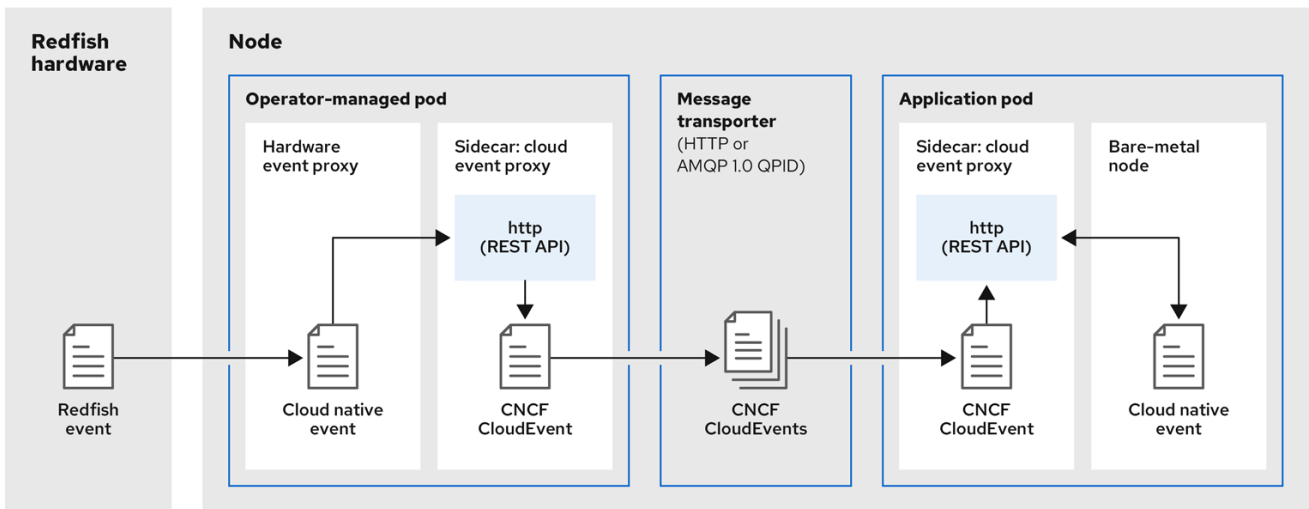 Redfish
hardware
Node
Operator-managed pod
Hardware
event proxy
Sidecar: cloud
event proxy
http
(REST API)
Message
transporter
(HTTP or
AMQP 1.0 QPID)
Application pod
Sidecar: cloud
event proxy
http
(REST API)
Bare-metal
node
Redfish
event
Cloud native
event
CNCF
CloudEvent
CNCF
CloudEvents
CNCF
CloudEvent
Cloud native
event